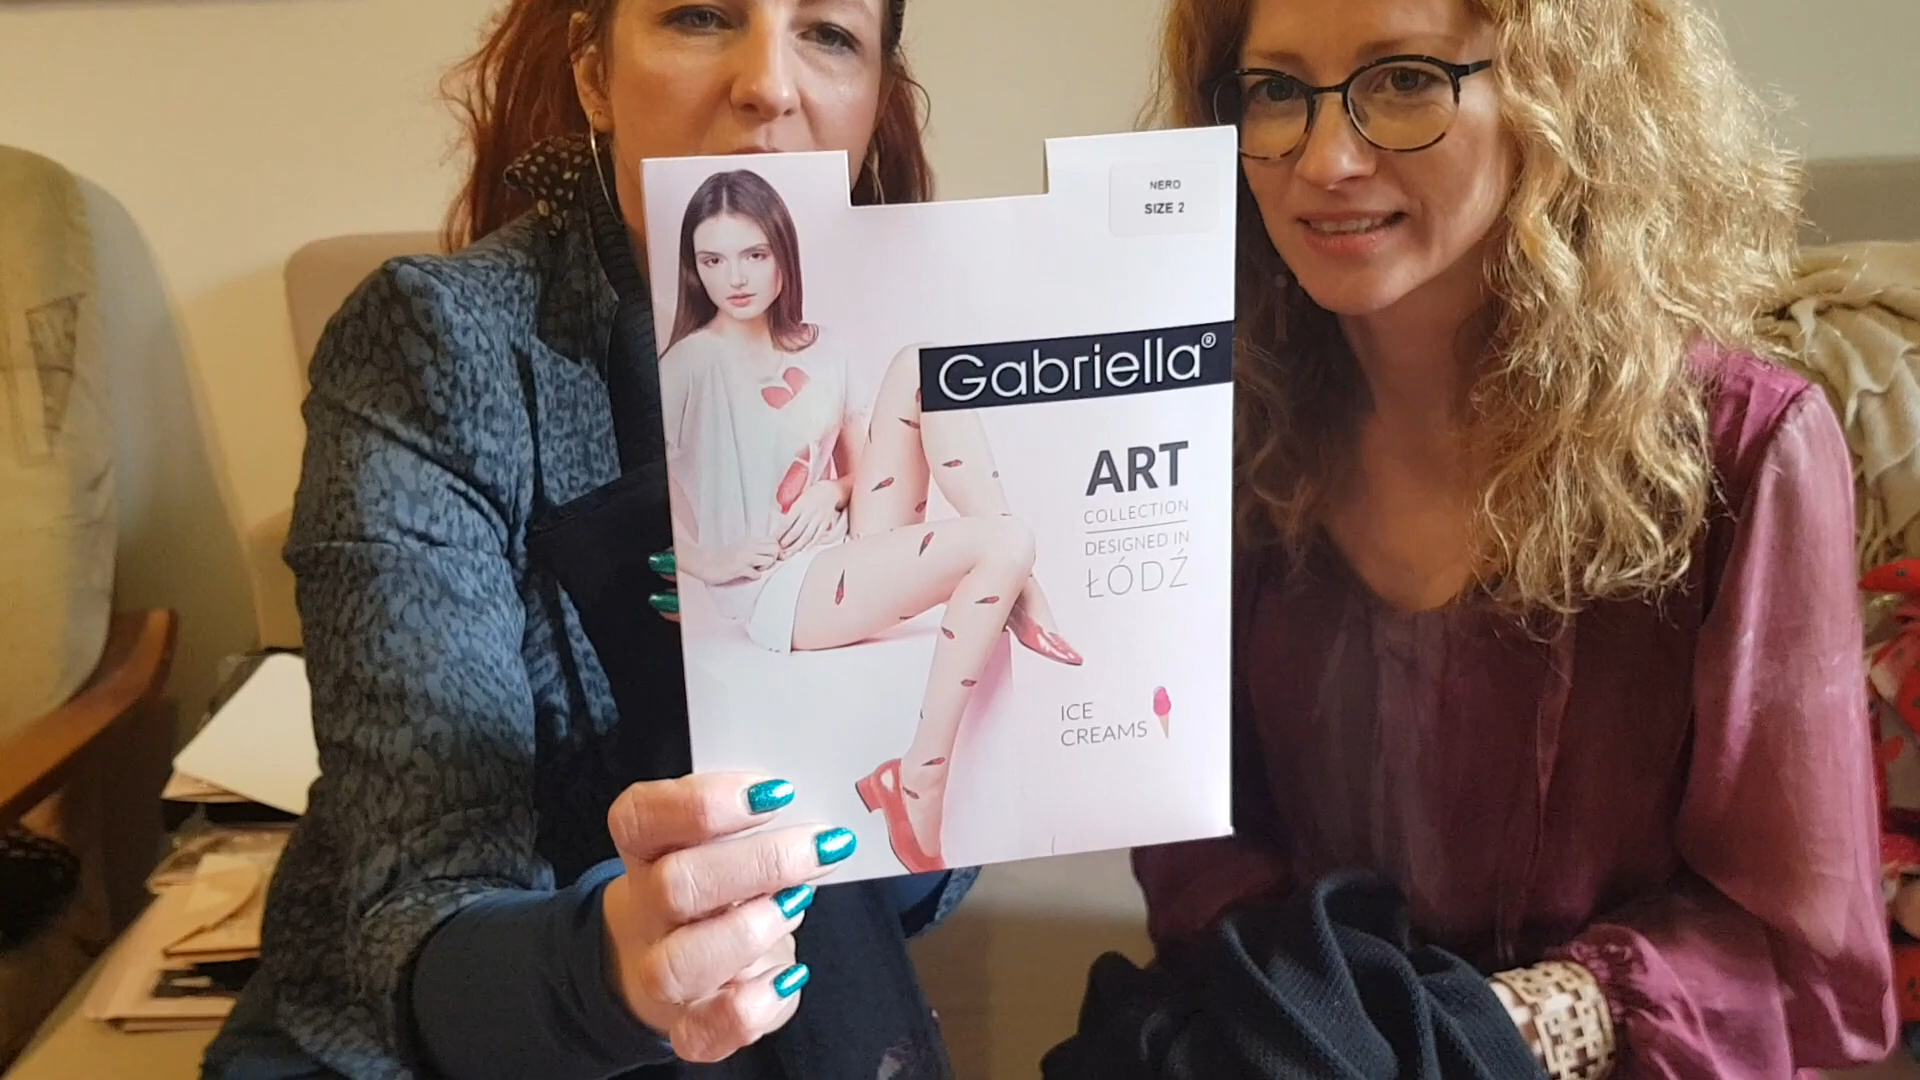 NERO
SIZE 2
Gabriella®
ART
COLLECTION
DESIGNED IN
ŁÓDŹ
ICE
CREAMS